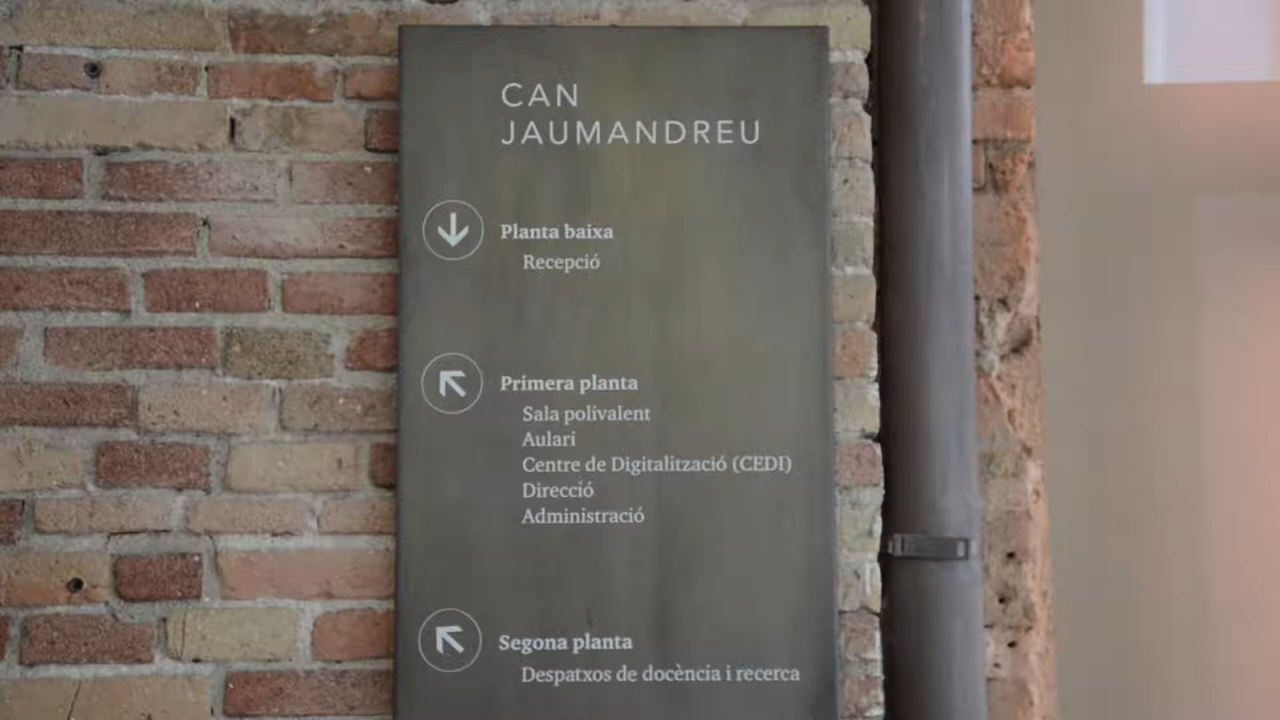 CAN
JAUMANDREU
Planta baixa
Recepció
Primera planta
Sala polivalent
Aulari
Centre de Digitalització (CEDI)
Direcció
Administració
Segona planta
Despatxos de docència i recerca